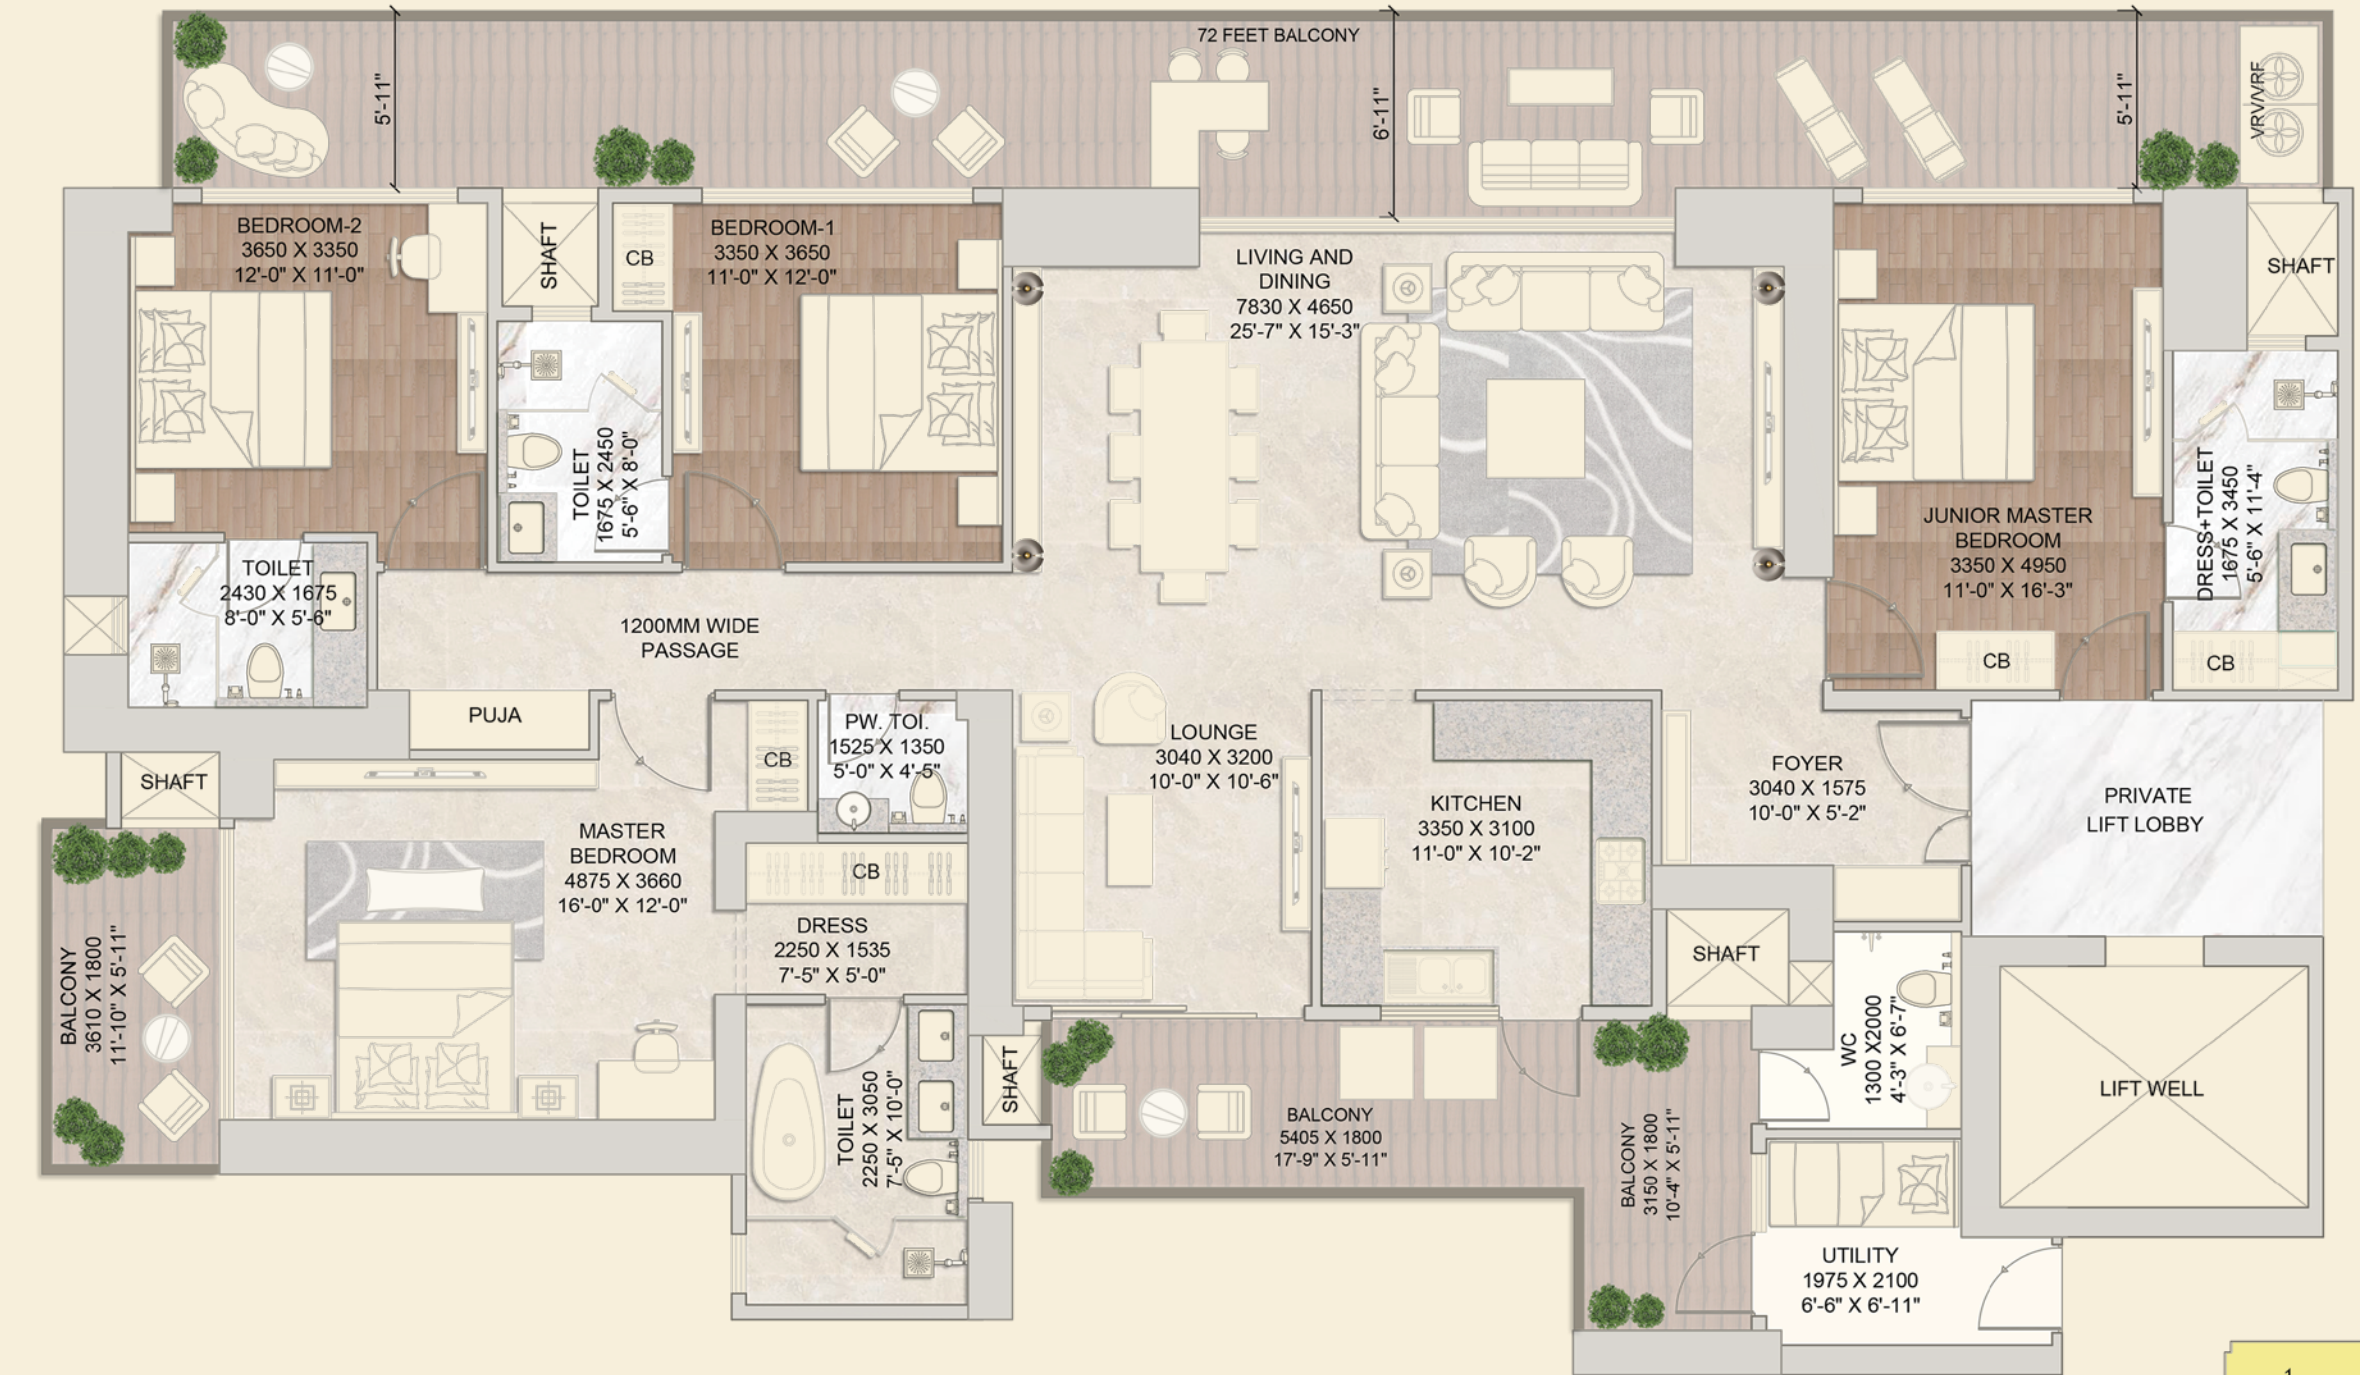 72 FEET BALCONY
5'-11"
6'-11"
5'-11"
VRV/VRF
BEDROOM-2
3650 X 3350
12'-0" X 11'-0"
SHAFT
CB
BEDROOM-1
3350 X 3650
11'-0" X 12'-0"
LIVING AND
DINING
7830 X 4650
25'-7" X 15'-3"
SHAFT
TOILET
1675 X 2450
5'-6" X 8'-0"
JUNIOR MASTER
BEDROOM
3350 X 4950
11'-0" X 16'-3"
DRESS+TOILET
1675 X 3450
5'-6" X 11'-4"
TOILET
2430 X 1675
8'-0" X 5'-6"
1200MM WIDE
PASSAGE
CB
CB
PUJA
SHAFT
CB
PW. TOI.
1525 X 1350
5'-0" X 4'-5"
LOUNGE
3040 X 3200
10'-0" X 10'-6"
KITCHEN
3350 X 3100
11'-0" X 10'-2"
FOYER
3040 X 1575
10'-0" X 5'-2"
PRIVATE
LIFT LOBBY
MASTER
BEDROOM
4875 X 3660
16'-0" X 12'-0"
CB
DRESS
2250 X 1535
7'-5" X 5'-0"
BALCONY
3610 X 1800
11'-10" X 5'-11"
SHAFT
WC
1300 X2000
4'-3" X 6'-7"
LIFT WELL
TOILET
2250 X 3050
7'-5" X 10'-0"
SHAFT
BALCONY
5405 X 1800
17'-9" X 5'-11"
BALCONY
3150 X 1800
10'-4" X 5'-11"
UTILITY
1975 X 2100
6'-6" X 6'-11"